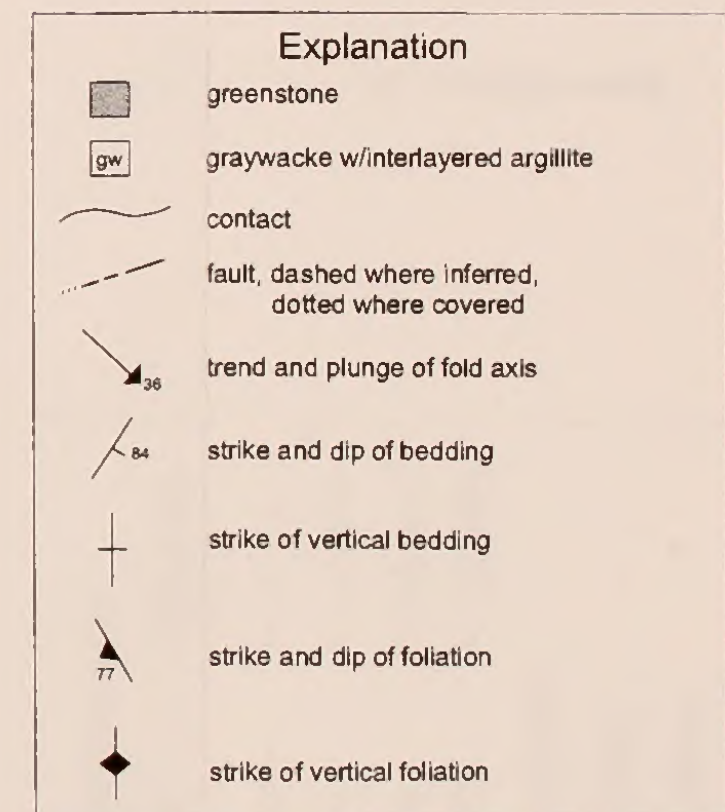 Explanation
greenstone
gw
graywacke w/interlayered argillite
contact
fault, dashed where inferred,
dotted where covered
trend and plunge of fold axis
36
strike and dip of bedding
84
strike of vertical bedding
strike and dip of foliation
77
strike of vertical foliation